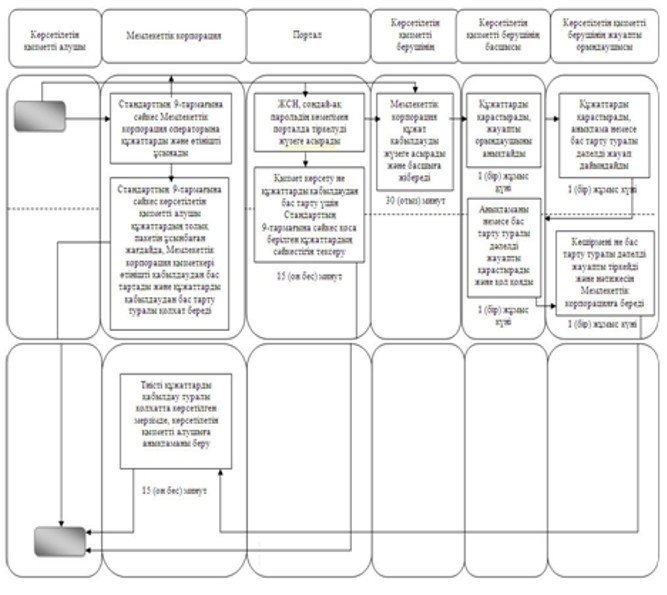 Көрсетілетін
қызметті алушы
Мемлекеттік корпорация
Портал
Көрсетілетін
қызметті
берушінің
Көрсетілетін
қызметті берушінің
басшысы
Көрсетілетін қызметті
берушінің жауапты
орындаушысы
Стандарттың 9-тармағына
сәйкес Мемлекеттік
корпорация операторына
құжаттарды және өтінішті
ұсынады
ЖСН, сондай-ақ
парольдің көмегімен
порталда тіркелуді
жүзеге асырады
Мемлекеттік
корпорация
құжат
қабылдауды
жүзеге асырады
және басшыға
жібереді
30 (отыз) минут
Құжаттарды
қарастырады,
жауапты
орындаушыны
анықтайды
1 (бір) жұмыс
күні
Құжаттарды
қарастырады,
анықтама немесе
бас тарту туралы
дәлелді жауап
дайындайды
1 (бір) жұмыс күні
Стандарттың 9-тармағына
сәйкес көрсетілетін
қызметті алушы
құжаттардың толық
пакетін ұсынбаған
жағдайда, Мемлекеттік
корпорация қызметкері
өтінішті қабылдаудан бас
тартады және құжаттарды
қабылдаудан бас тарту
туралы қолхат береді
Қызмет көрсету не
құжаттарды қабылдаудан
бас тарту үшін
Стандарттың
9-тармағына сәйкес қоса
берілген құжаттардың
сәйкестігін тексеру
15 (он бес) минут
Анықтаманы
немесе бас
тарту туралы
дәлелді
жауапты
қарастырады
және қол қояды
1 (бір) жұмыс
күні
Көшірмені не бас
тарту туралы дәлелді
жауапты тіркейді
және нәтижесін
Мемлекеттік
корпорацияға береді
1 (бір) жұмыс күні
Тиісті құжаттарды
қабылдау туралы
қолхатта көрсетілген
мерзімде, көрсетілетін
қызметті алушыға
анықтаманы беру
15 (он бес) минут